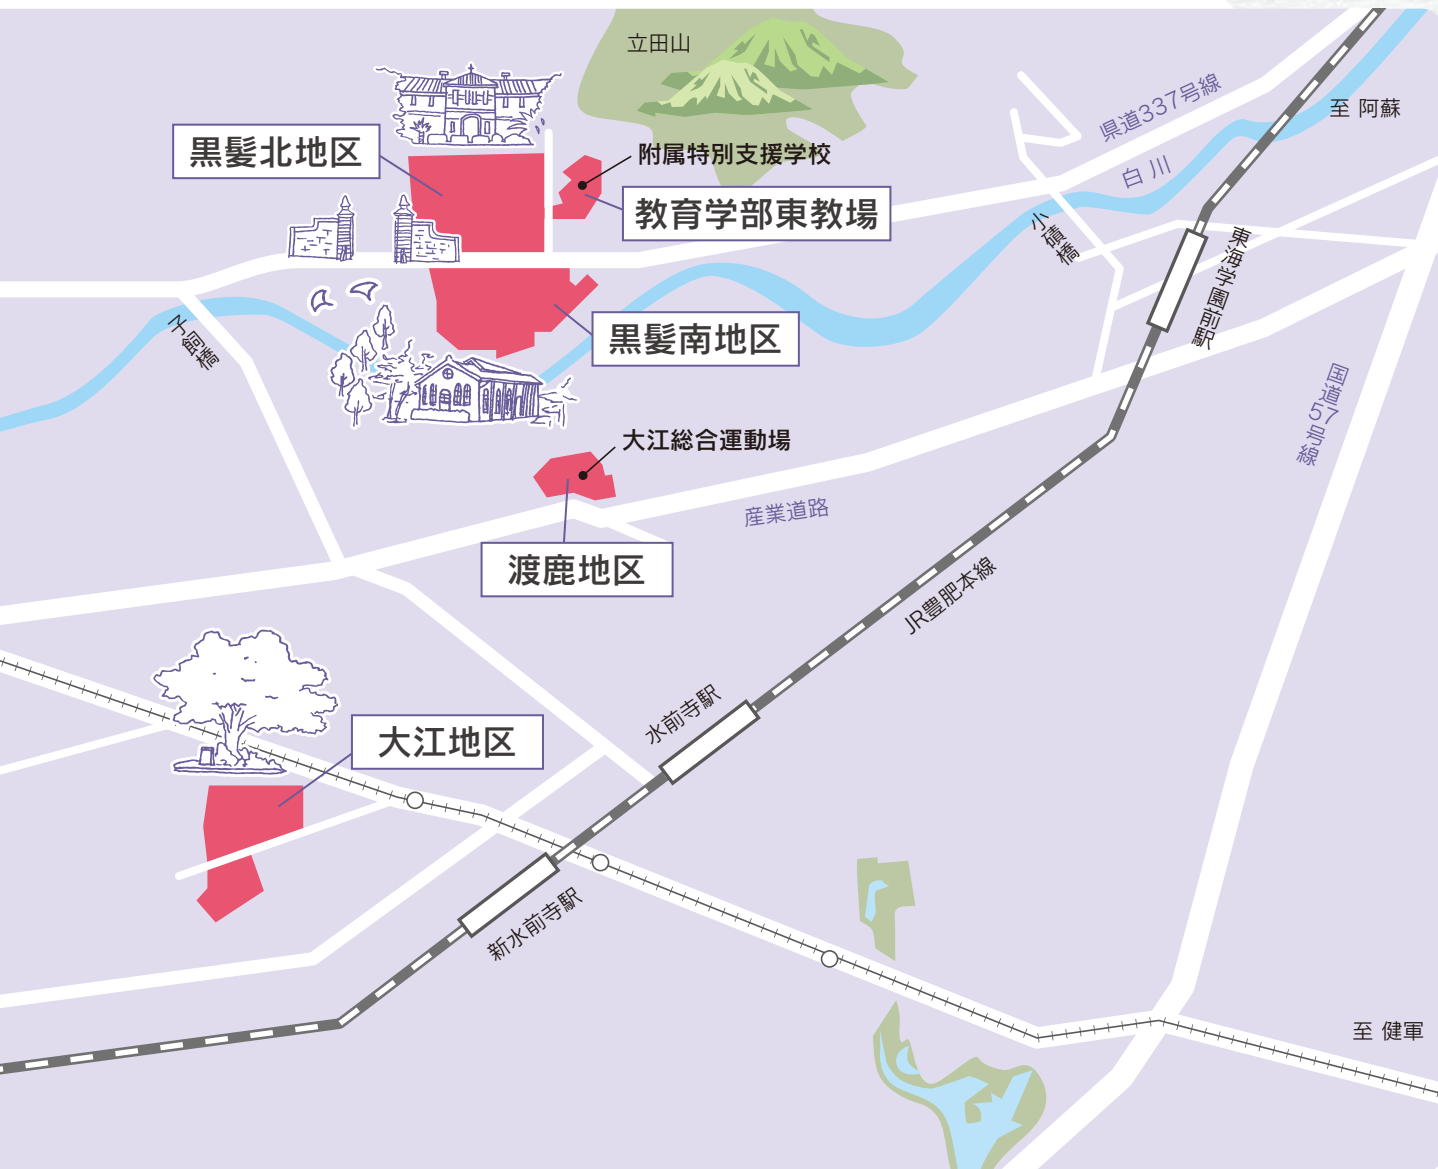 立田山
至 阿蘇
県道337号線
黒髪北地区
附属特別支援学校
白川
教育学部東教場
小磧橋
東海学園前駅
子飼橋
黒髪南地区
国道57号線
大江総合運動場
産業道路
渡鹿地区
JR豊肥本線
水前寺駅
大江地区
新水前寺駅
至 健軍